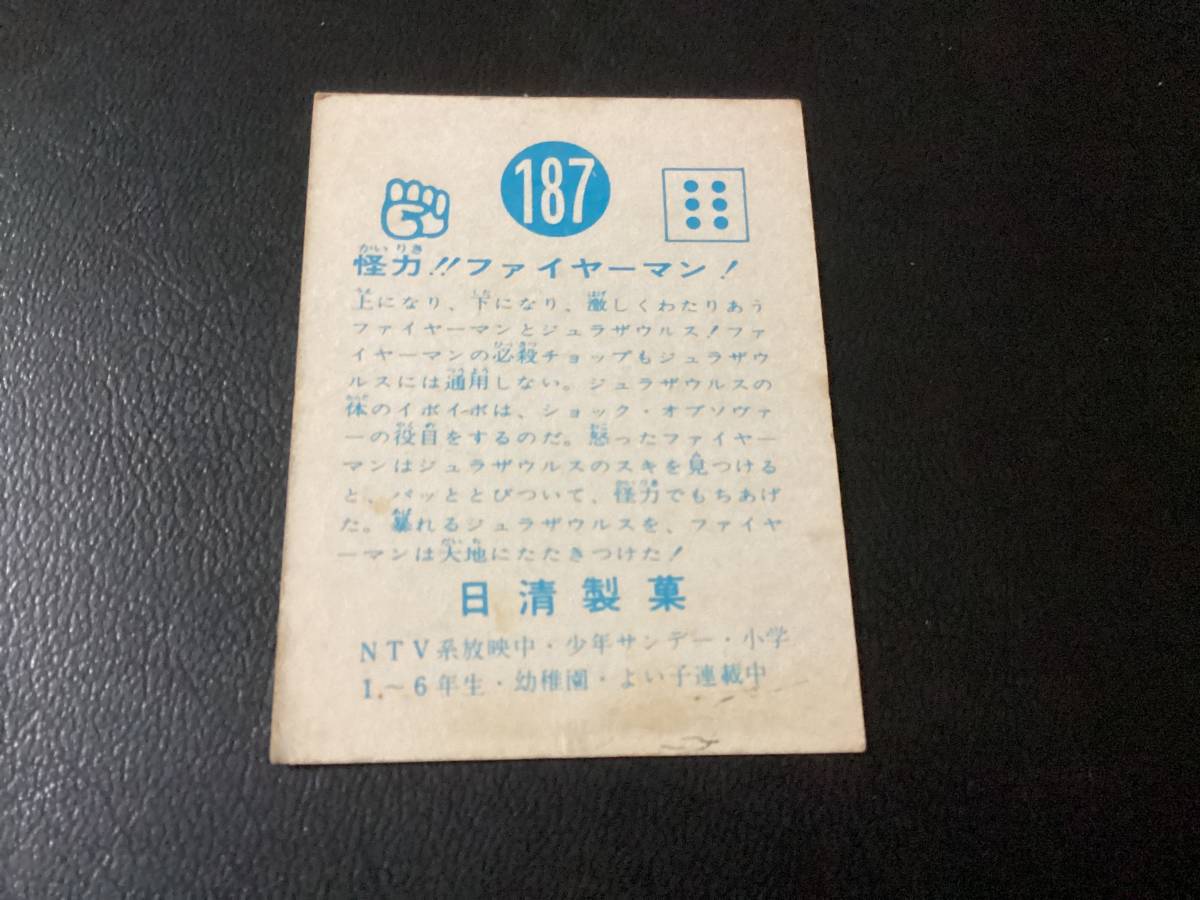 187
怪力!!ファイヤーマン!
上になり、下になり、激しくわたりあう
ファイヤーマンとジュラザウルス!ファ
イヤーマンの必殺チョップもジュラザウ
ルスには通用しない。ジュラザウルスの
体のイボイボは、ショック・オブソヴァ
ーの役目をするのだ。怒ったファイヤー
マンはジュラザウルスのスキを見つける
と、パッととびついて、怪力でもちあげ
た。暴れるジュラザウルスを、ファイヤ
ーマンは大地にたたきつけた!
日清製菓
NTV系放映中・少年サンデー・小学
1.~6年生・幼稚園・よい子連載中